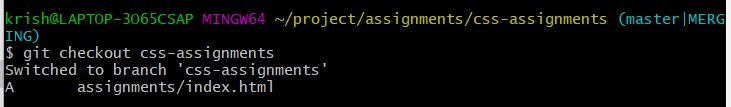 krish@LAPTOP-3O65CSAP MINGW64 ~/project/assignments/css-assignments (master|MERG
ING)
$ git checkout css-assignments
Switched to branch 'css-assignments'
A       assignments/index.html